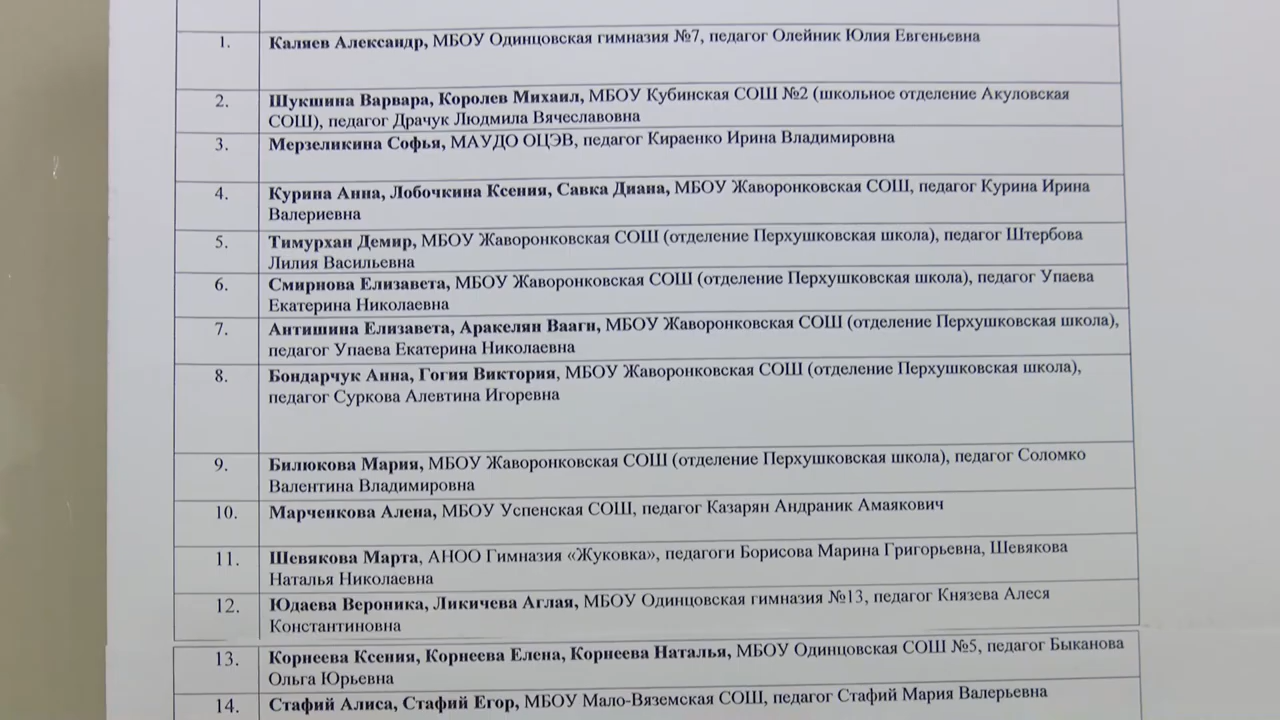 1. Каляев Александр, МБОУ Одинцовская гимназия №7, педагог Олейник Юлия Евгеньевна
2. Шукшина Варвара, Королев Михаил, МБОУ Кубинская СОШ №2 (школьное отделение Акуловская
СОШ), педагог Драчук Людмила Вячеславовна
3. Мерзеликина Софья, МАУДО ОЦЭВ, педагог Кираенко Ирина Владимировна
4. Курина Анна, Лобочкина Ксения, Савка Диана, МБОУ Жаворонковская СОШ, педагог Курина Ирина
Валериевна
5. Тимурхан Демир, МБОУ Жаворонковская СОШ (отделение Перхушковская школа), педагог Штербова
Лилия Васильевна
6. Смирнова Елизавета, МБОУ Жаворонковская СОШ (отделение Перхушковская школа), педагог Упаева
Екатерина Николаевна
7. Антишина Елизавета, Аракелян Вааги, МБОУ Жаворонковская СОШ (отделение Перхушковская школа),
педагог Упаева Екатерина Николаевна
8. Бондарчук Анна, Гогия Виктория, МБОУ Жаворонковская СОШ (отделение Перхушковская школа),
педагог Суркова Алевтина Игоревна
9. Билюкова Мария, МБОУ Жаворонковская СОШ (отделение Перхушковская школа), педагог Соломко
Валентина Владимировна
10. Марченкова Алена, МБОУ Успенская СОШ, педагог Казарян Андраник Амаякович
11. Шевякова Марта, АНОО Гимназия «Жуковка», педагоги Борисова Марина Григорьевна, Шевякова
Наталья Николаевна
12. Юдаева Вероника, Ликичева Аглая, МБОУ Одинцовская гимназия №13, педагог Князева Алеся
Константиновна
13. Корнеева Ксения, Корнеева Елена, Корнеева Наталья, МБОУ Одинцовская СОШ №5, педагог Быканова
Ольга Юрьевна
14. Стафий Алиса, Стафий Егор, МБОУ Мало-Вяземская СОШ, педагог Стафий Мария Валерьевна